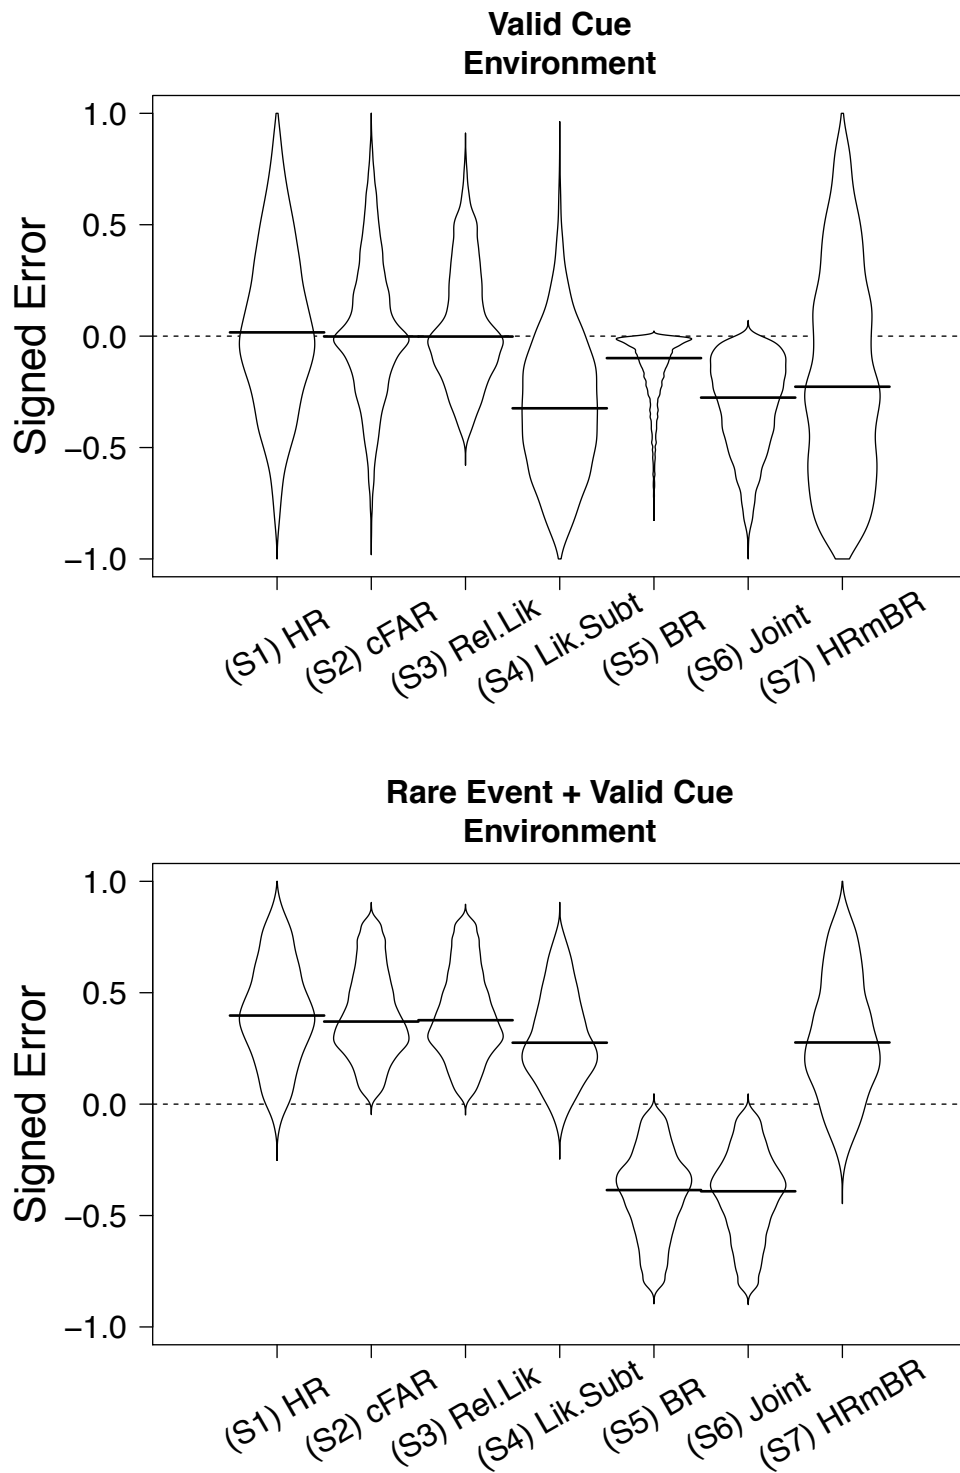 Valid Cue
Environment
Signed Error
1.0
0.5
0.0
−0.5
−1.0
(S1) HR
(S2) cFAR
(S3) Rel.Lik
(S4) Lik.Subt
(S5) BR
(S6) Joint
(S7) HRmBR
Rare Event + Valid Cue
Environment
Signed Error
1.0
0.5
0.0
−0.5
−1.0
(S1) HR
(S2) cFAR
(S3) Rel.Lik
(S4) Lik.Subt
(S5) BR
(S6) Joint
(S7) HRmBR